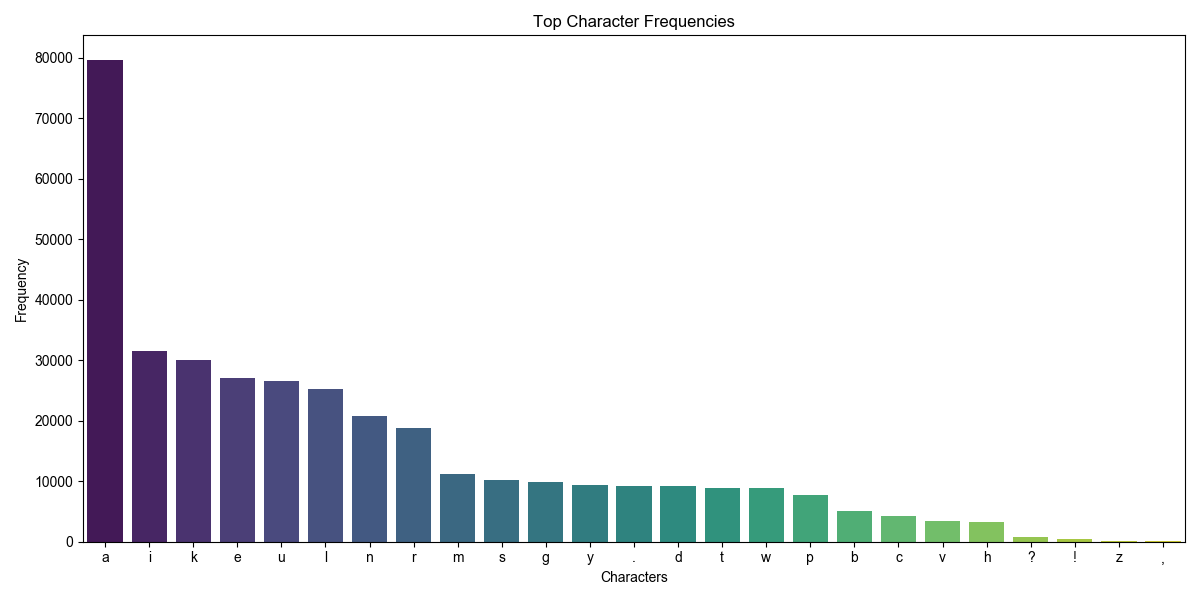 Top Character Frequencies
80000
70000
60000
50000
40000
30000
20000
10000
0
Frequency
a i k e u l n r m s g y . d t w p b c v h ? ! z ,
Characters